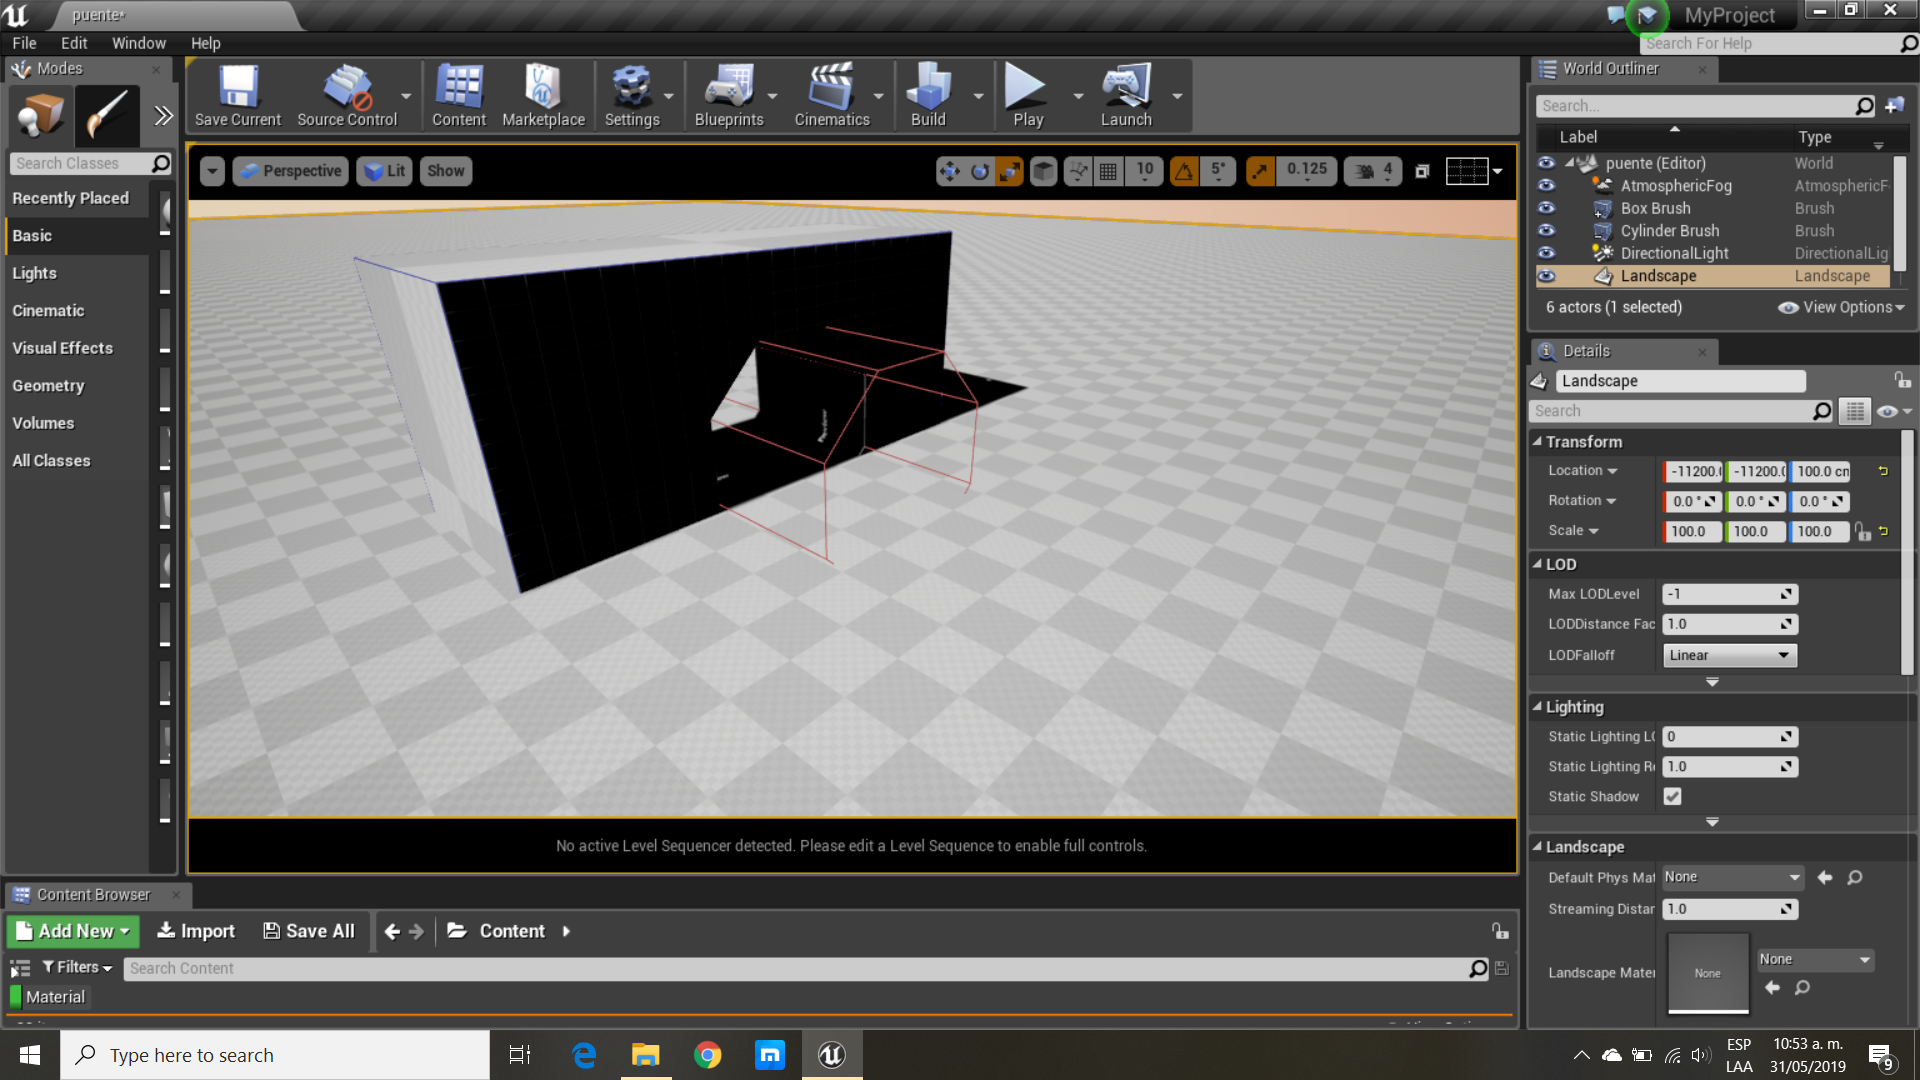 puente*
MyProject
File Edit Window Help
Search For Help
Modes
Search Classes
Recently Placed
Basic
Lights
Cinematic
Visual Effects
Geometry
Volumes
All Classes
Save Current Source Control Content Marketplace Settings Blueprints Cinematics Build Play Launch
Perspective Lit Show 10 5° 0.125 4
No active Level Sequencer detected. Please edit a Level Sequence to enable full controls.
World Outliner
Search...
Label Type
puente (Editor) World
AtmosphericFog AtmosphericF
Box Brush Brush
Cylinder Brush Brush
DirectionalLight DirectionalLig
Landscape Landscape
6 actors (1 selected) View Options
Details
Landscape
Search
Transform
Location -11200.0 -11200.0 100.0 cm
Rotation 0.0 ° 0.0 ° 0.0 °
Scale 100.0 100.0 100.0
LOD
Max LODLevel -1
LODDistance Fac 1.0
LODFalloff Linear
Lighting
Static Lighting LO 0
Static Lighting Re 1.0
Static Shadow
Landscape
Default Phys Mat None
Streaming Distan 1.0
Landscape Mater None None
Content Browser
Add New Import Save All Content
Filters Search Content
Material
Type here to search
ESP
LAA
10:53 a. m.
31/05/2019
9